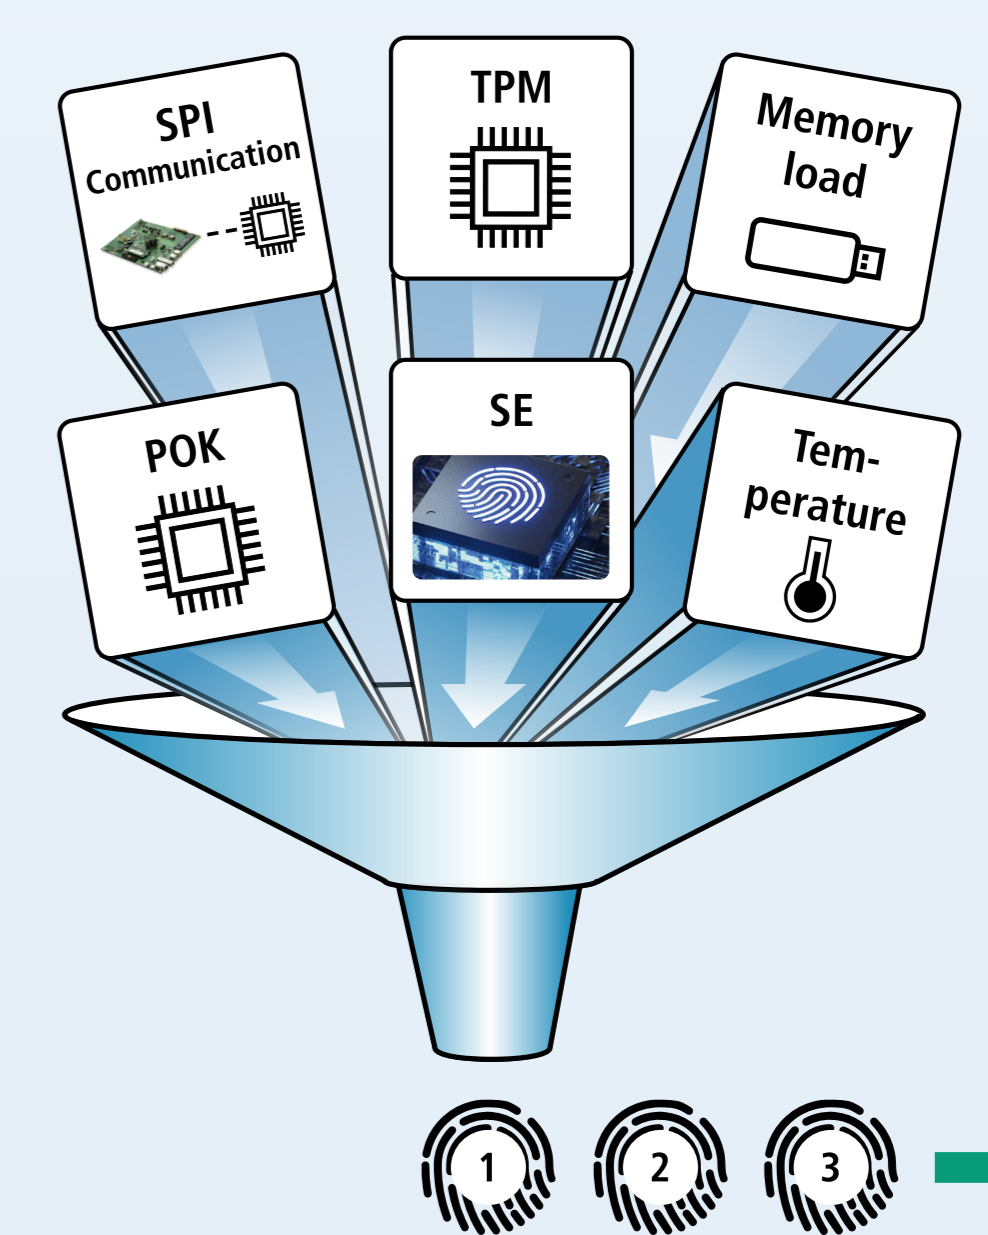 SPI
Communication
TPM
Memory
load
POK
SE
Tem-
perature
1
2
3